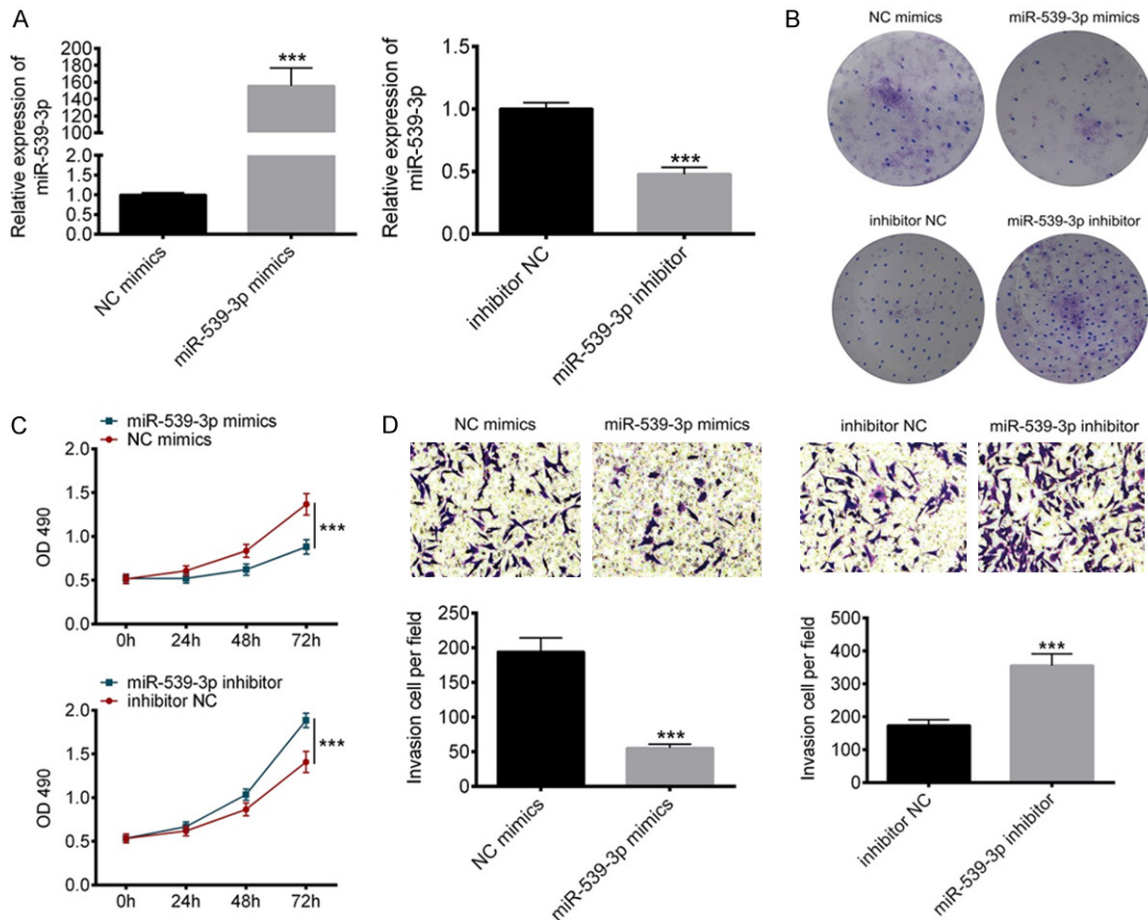 A
Relative expression of
miR-539-3p
200
180
160
140
120
100
2.0
1.5
1.0
0.5
0.0
***
NC mimics
miR-539-3p mimics
Relative expression of
miR-539-3p
1.5
1.0
0.5
0.0
***
inhibitor NC
miR-539-3p inhibitor
B
NC mimics
miR-539-3p mimics
inhibitor NC
miR-539-3p inhibitor
C
miR-539-3p mimics
NC mimics
OD 490
2.0
1.5
1.0
0.5
0.0
***
0h 24h 48h 72h
miR-539-3p inhibitor
inhibitor NC
OD 490
2.0
1.5
1.0
0.5
0.0
***
0h 24h 48h 72h
D
NC mimics
miR-539-3p mimics
inhibitor NC
miR-539-3p inhibitor
Invasion cell per field
250
200
150
100
50
0
***
NC mimics
miR-539-3p mimics
Invasion cell per field
500
400
300
200
100
0
***
inhibitor NC
miR-539-3p inhibitor